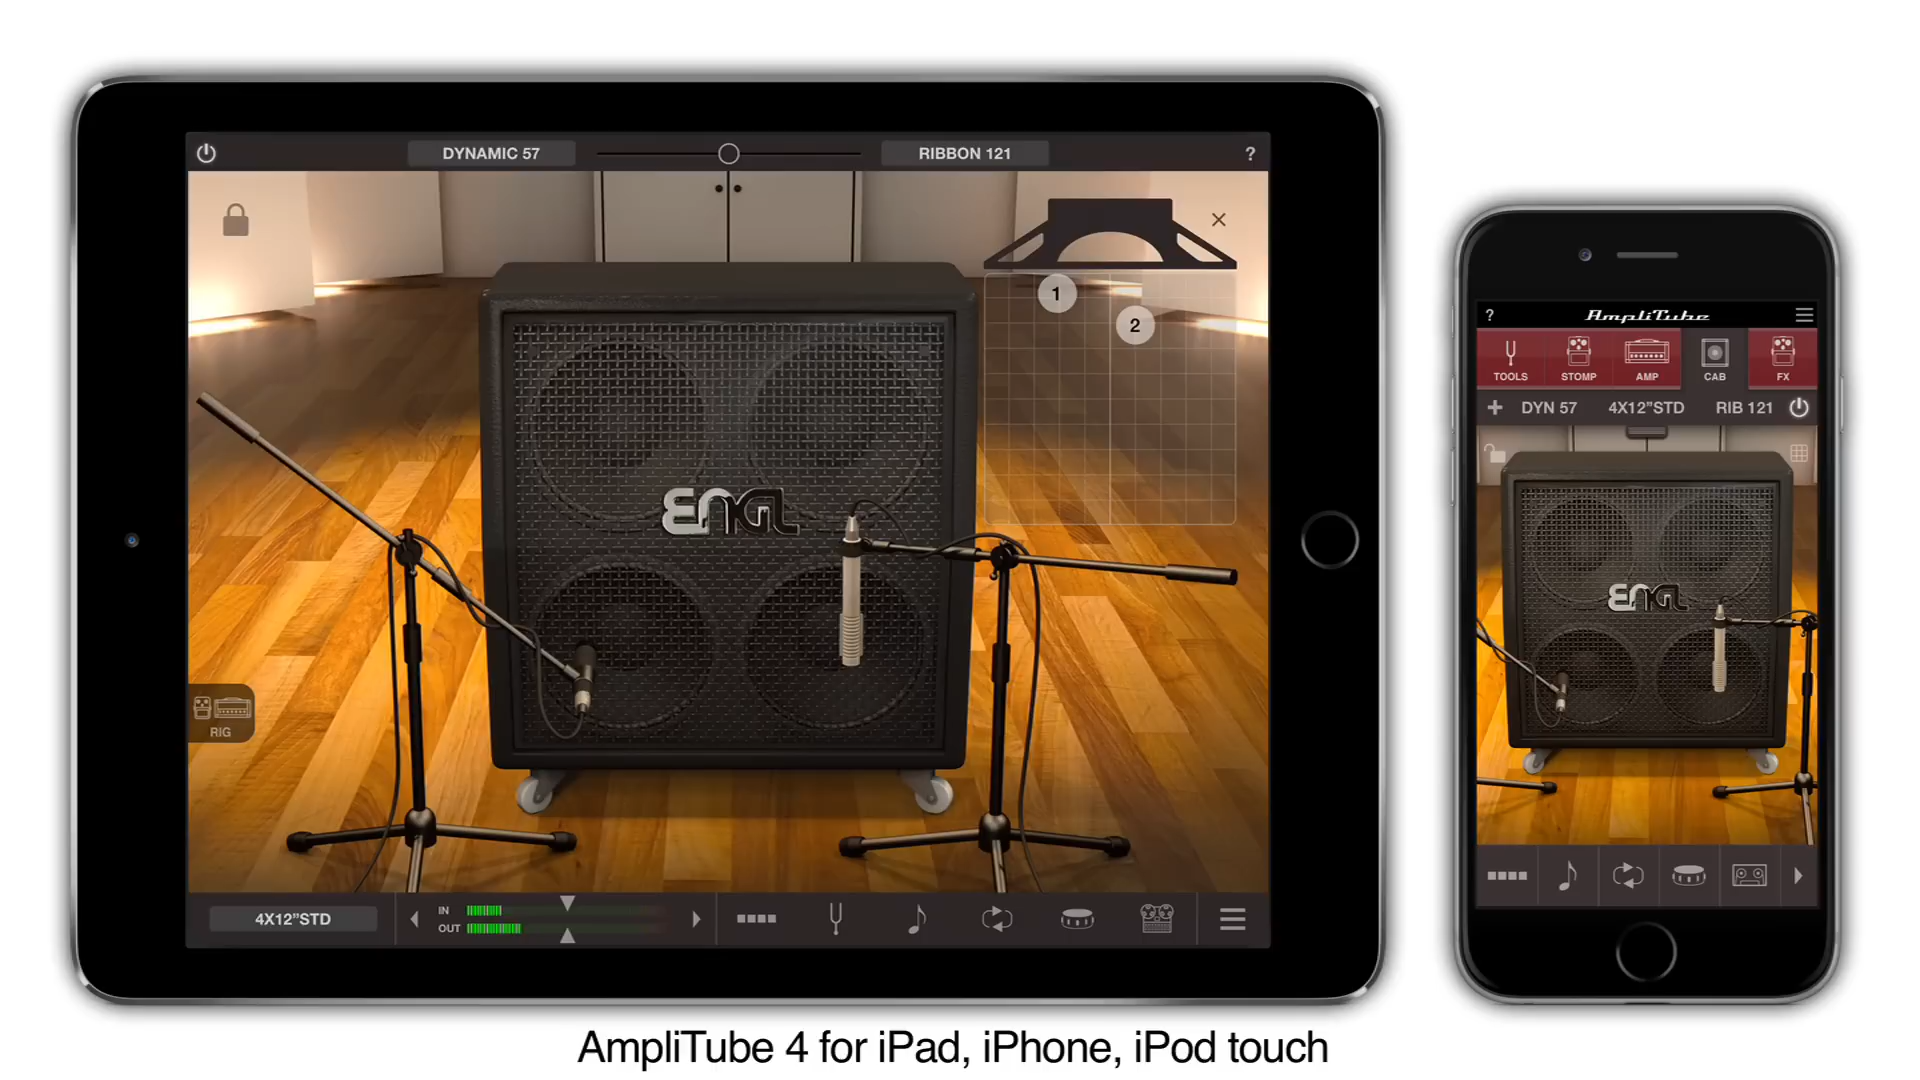 DYNAMIC 57
RIBBON 121
?
1
2
ENGL
RIG
4X12”STD
IN
OUT
? AmpliTube
TOOLS STOMP AMP CAB FX
+ DYN 57 4X12”STD RIB 121
ENGL
AmpliTube 4 for iPad, iPhone, iPod touch